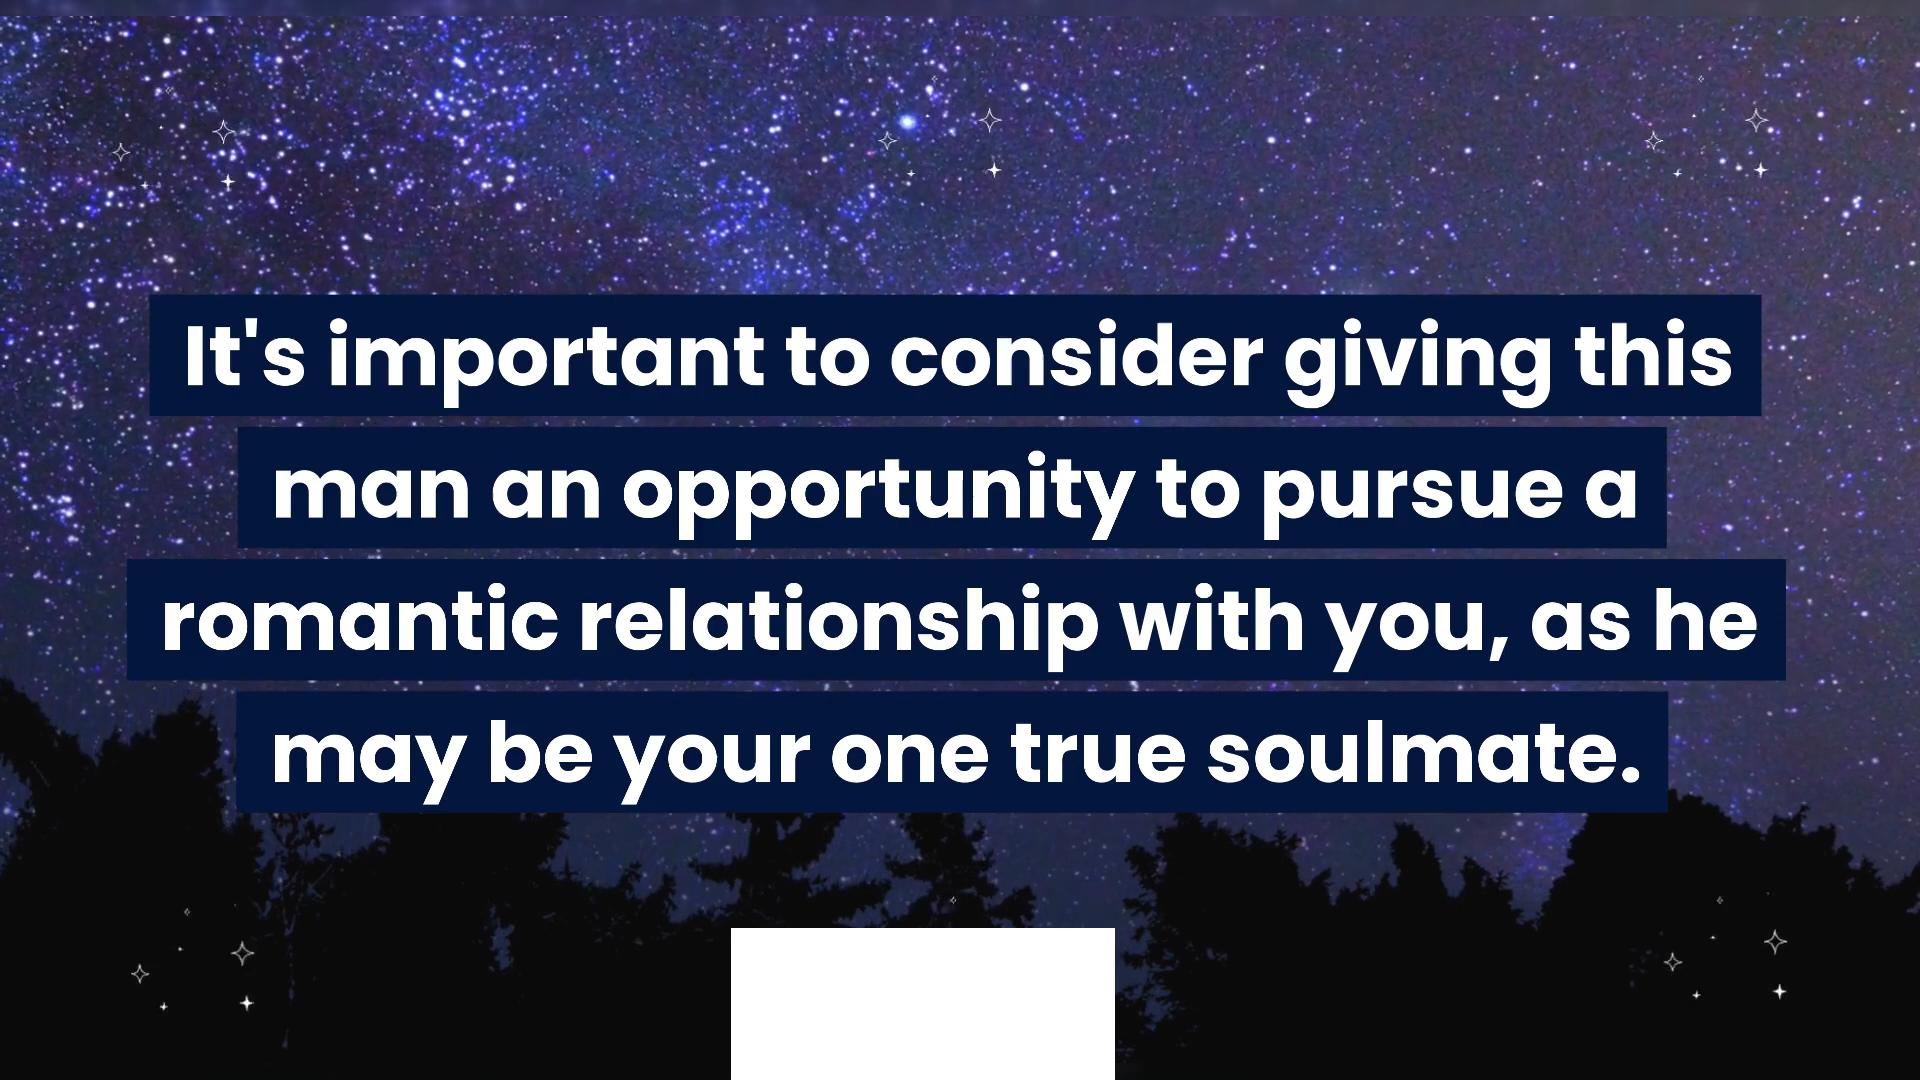 It's important to consider giving this
man an opportunity to pursue a
romantic relationship with you, as he
may be your one true soulmate.